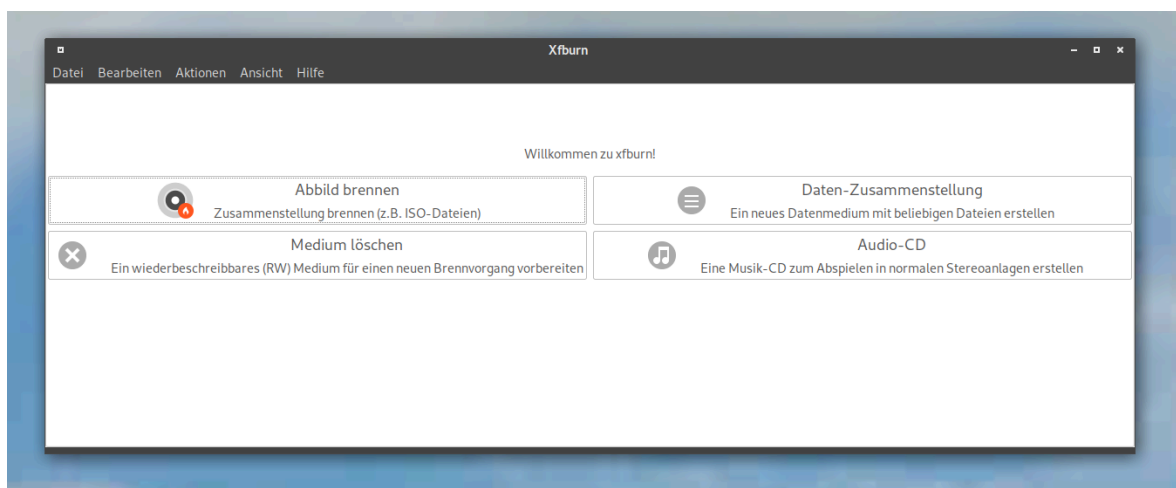 Xfburn
Datei Bearbeiten Aktionen Ansicht Hilfe
Willkommen zu xfburn!
Abbild brennen
Zusammenstellung brennen (z.B. ISO-Dateien)
Daten-Zusammenstellung
Ein neues Datenmedium mit beliebigen Dateien erstellen
Medium löschen
Ein wiederbeschreibbares (RW) Medium für einen neuen Brennvorgang vorbereiten
Audio-CD
Eine Musik-CD zum Abspielen in normalen Stereoanlagen erstellen